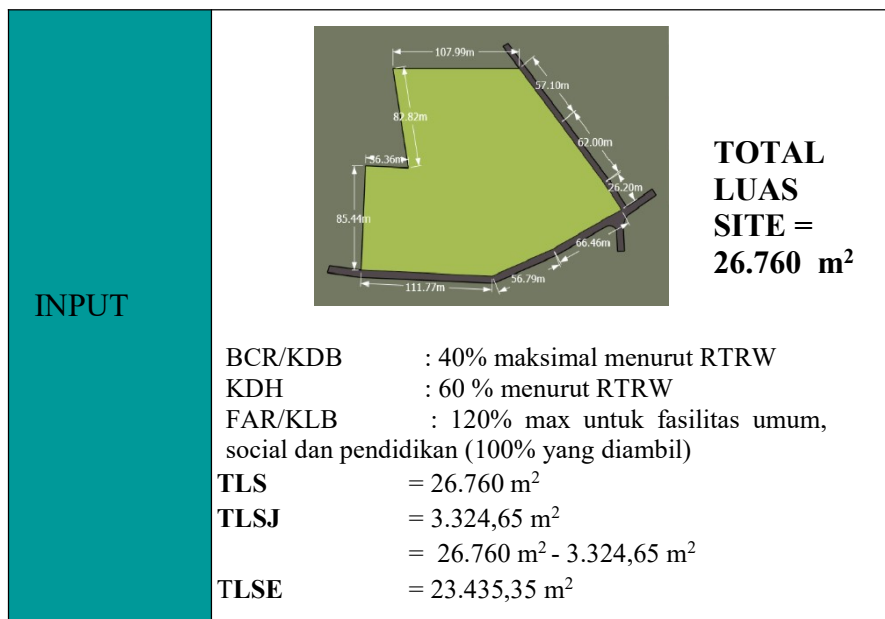 INPUT
107.99m
57.10m
82.82m
62.00m
36.36m
26.20m
85.44m
66.46m
56.79m
111.77m
TOTAL
LUAS
SITE =
26.760 m²
BCR/KDB : 40% maksimal menurut RTRW
KDH : 60 % menurut RTRW
FAR/KLB : 120% max untuk fasilitas umum,
social dan pendidikan (100% yang diambil)
TLS = 26.760 m²
TLSJ = 3.324,65 m²
= 26.760 m² - 3.324,65 m²
TLSE = 23.435,35 m²